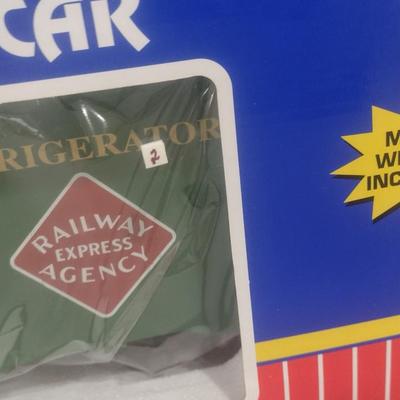 CAR
RIGERATOR
2
RAILWAY
EXPRESS
AGENCY
M
W
INC